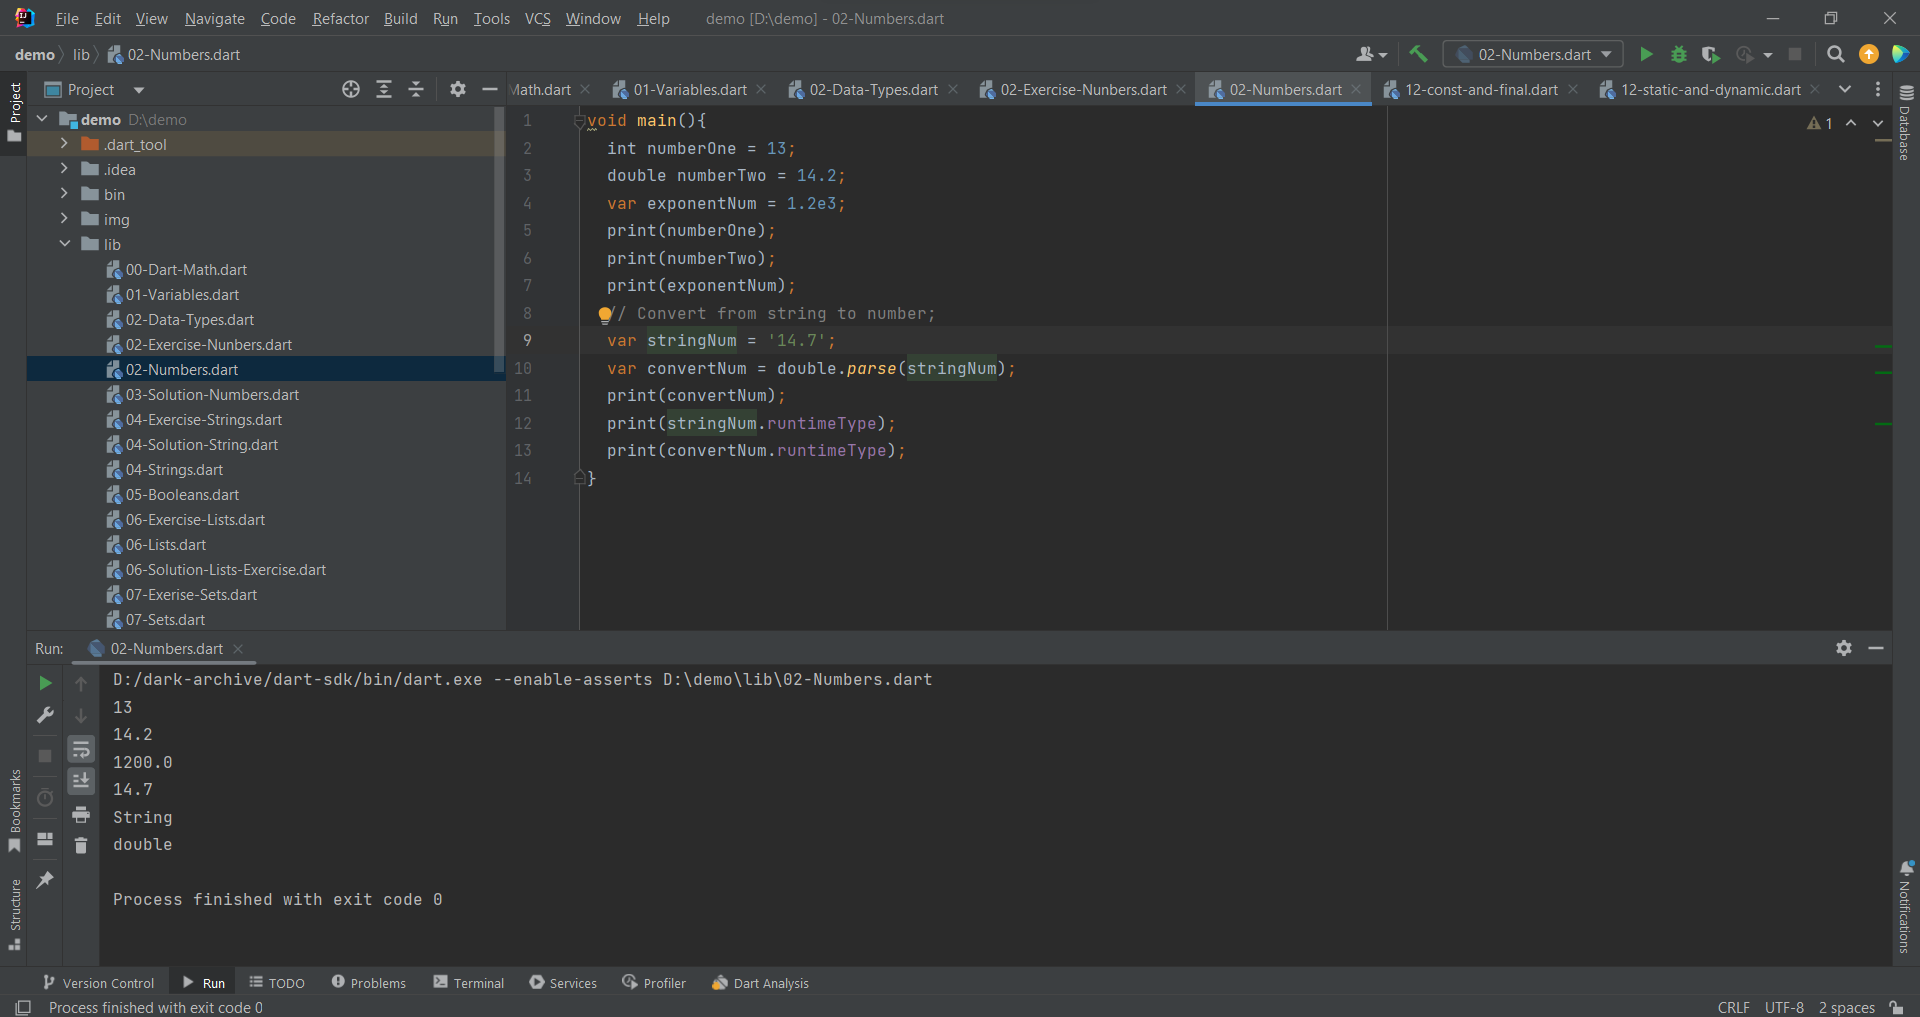 File Edit View Navigate Code Refactor Build Run Tools VCS Window Help demo [D:\demo] - 02-Numbers.dart
demo lib 02-Numbers.dart
02-Numbers.dart
Project
Math.dart 01-Variables.dart 02-Data-Types.dart 02-Exercise-Nunbers.dart 02-Numbers.dart 12-const-and-final.dart 12-static-and-dynamic.dart
Project
demo D:\demo
.dart_tool
.idea
bin
img
lib
00-Dart-Math.dart
01-Variables.dart
02-Data-Types.dart
02-Exercise-Nunbers.dart
02-Numbers.dart
03-Solution-Numbers.dart
04-Exercise-Strings.dart
04-Solution-String.dart
04-Strings.dart
05-Booleans.dart
06-Exercise-Lists.dart
06-Lists.dart
06-Solution-Lists-Exercise.dart
07-Exerise-Sets.dart
07-Sets.dart
1 void main(){
2 int numberOne = 13;
3 double numberTwo = 14.2;
4 var exponentNum = 1.2e3;
5 print(numberOne);
6 print(numberTwo);
7 print(exponentNum);
8 // Convert from string to number;
9 var stringNum = '14.7';
10 var convertNum = double.parse(stringNum);
11 print(convertNum);
12 print(stringNum.runtimeType);
13 print(convertNum.runtimeType);
14 }
1
Database
Run: 02-Numbers.dart
D:/dark-archive/dart-sdk/bin/dart.exe --enable-asserts D:\demo\lib\02-Numbers.dart
13
14.2
1200.0
14.7
String
double
Process finished with exit code 0
Bookmarks
Structure
Notifications
Version Control Run TODO Problems Terminal Services Profiler Dart Analysis
Process finished with exit code 0 CRLF UTF-8 2 spaces